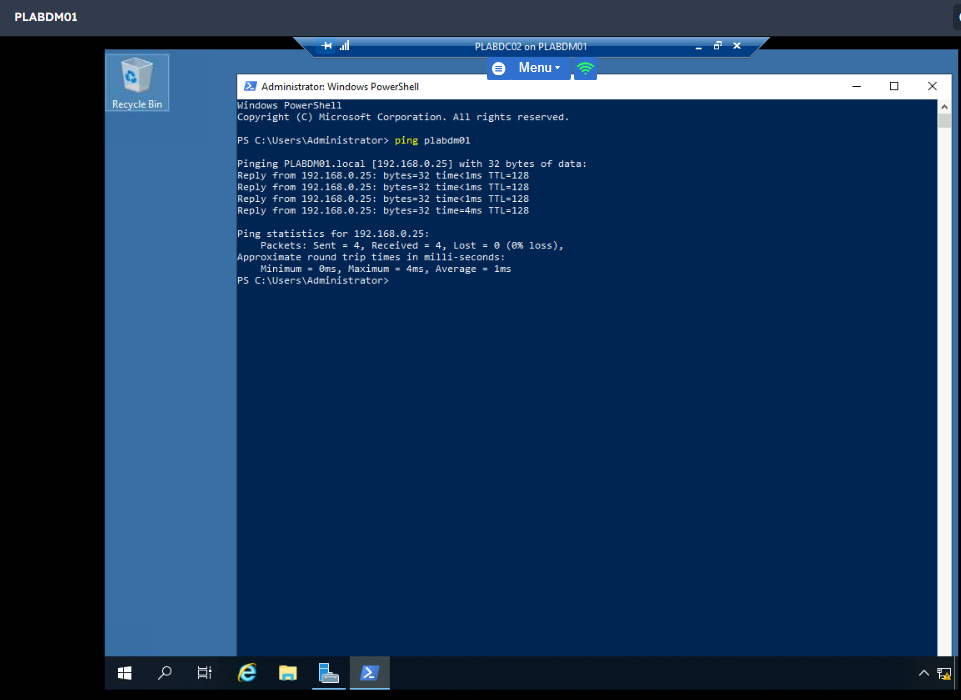 PLABDM01
PLABDC02 on PLABDM01
Menu
Recycle Bin
Administrator: Windows PowerShell
Windows PowerShell
Copyright (C) Microsoft Corporation. All rights reserved.
PS C:\Users\Administrator> ping plabdm01
Pinging PLABDM01.local [192.168.0.25] with 32 bytes of data:
Reply from 192.168.0.25: bytes=32 time<1ms TTL=128
Reply from 192.168.0.25: bytes=32 time<1ms TTL=128
Reply from 192.168.0.25: bytes=32 time<1ms TTL=128
Reply from 192.168.0.25: bytes=32 time=4ms TTL=128
Ping statistics for 192.168.0.25:
    Packets: Sent = 4, Received = 4, Lost = 0 (0% loss),
Approximate round trip times in milli-seconds:
    Minimum = 0ms, Maximum = 4ms, Average = 1ms
PS C:\Users\Administrator>